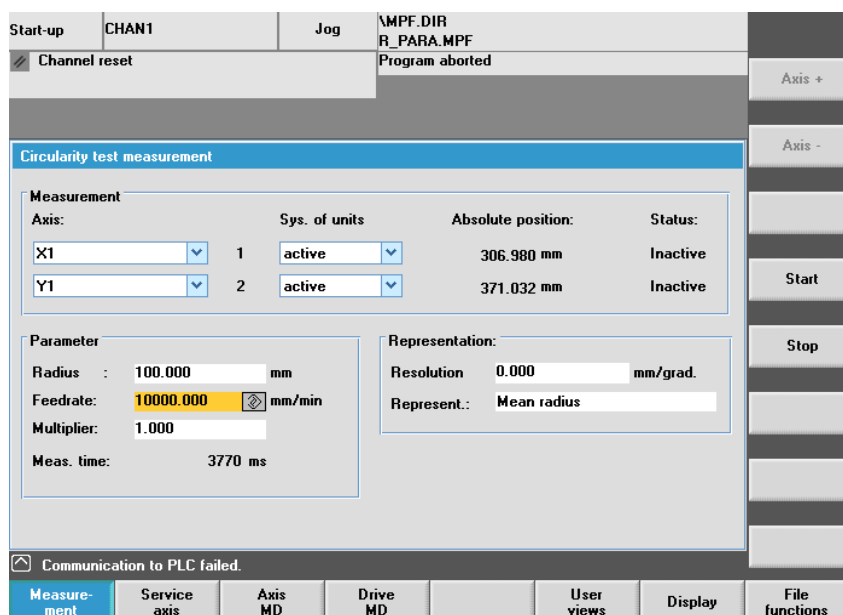 Start-up CHAN1 Jog \MPF.DIR
R_PARA.MPF
Channel reset Program aborted
Axis +
Axis -
Circularity test measurement
Measurement
Axis: Sys. of units Absolute position: Status:
X1 1 active 306.980 mm Inactive
Y1 2 active 371.032 mm Inactive
Start
Stop
Parameter Representation:
Radius : 100.000 mm Resolution 0.000 mm/grad.
Feedrate: 10000.000 mm/min Represent.: Mean radius
Multiplier: 1.000
Meas. time: 3770 ms
Communication to PLC failed.
Measure- Service Axis Drive User Display File
ment axis MD MD views functions